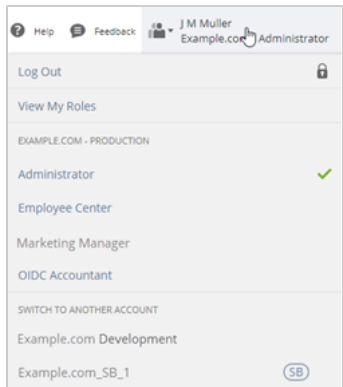 Help Feedback J M Muller
Example.com Administrator
Log Out
View My Roles
EXAMPLE.COM - PRODUCTION
Administrator
Employee Center
Marketing Manager
OIDC Accountant
SWITCH TO ANOTHER ACCOUNT
Example.com Development
Example.com_SB_1 SB